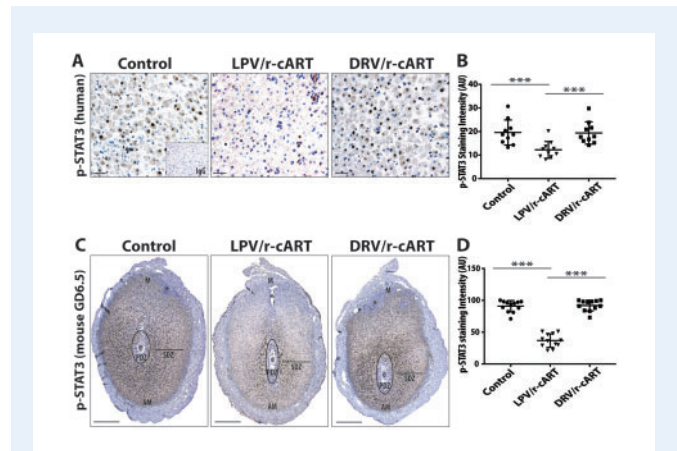 A
Control
LPV/r-cART
DRV/r-cART
p-STAT3 (human)
IgG
B
p-STAT3 Staining Intensity (AU)
40
30
20
10
0
***
***
Control
LPV/r-cART
DRV/r-cART
C
Control
LPV/r-cART
DRV/r-cART
p-STAT3 (mouse GD6.5)
M
e
PDZ
SDZ
AM
M
e
PDZ
SDZ
AM
M
e
PDZ
SDZ
AM
D
p-STAT3 staining Intensity (AU)
150
100
50
0
***
***
Control
LPV/r-cART
DRV/r-cART